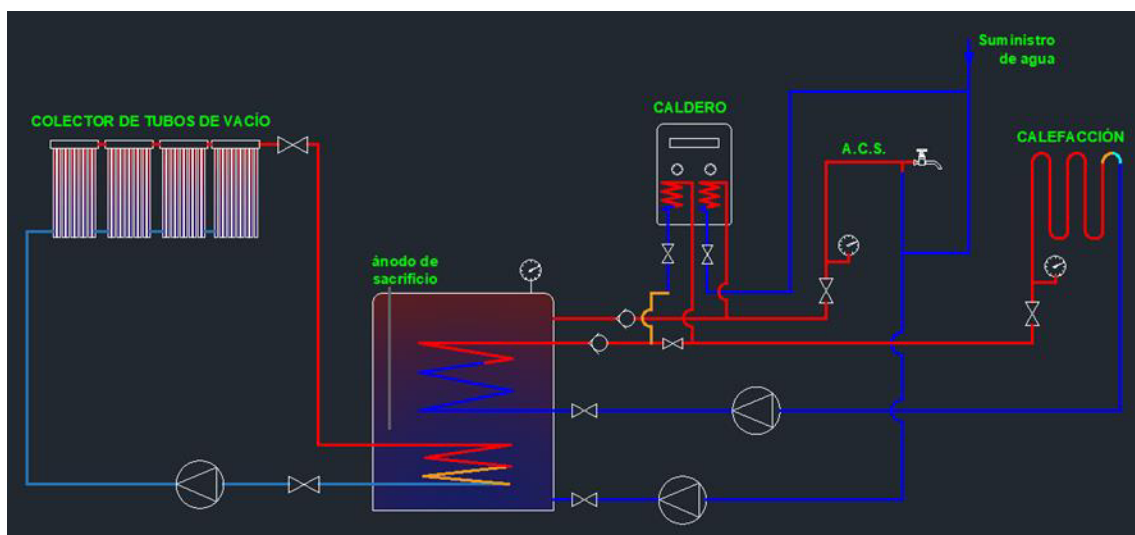 Suministro
de agua
CALDERO
COLECTOR DE TUBOS DE VACÍO
A.C.S.
CALEFACCIÓN
ánodo de
sacrificio